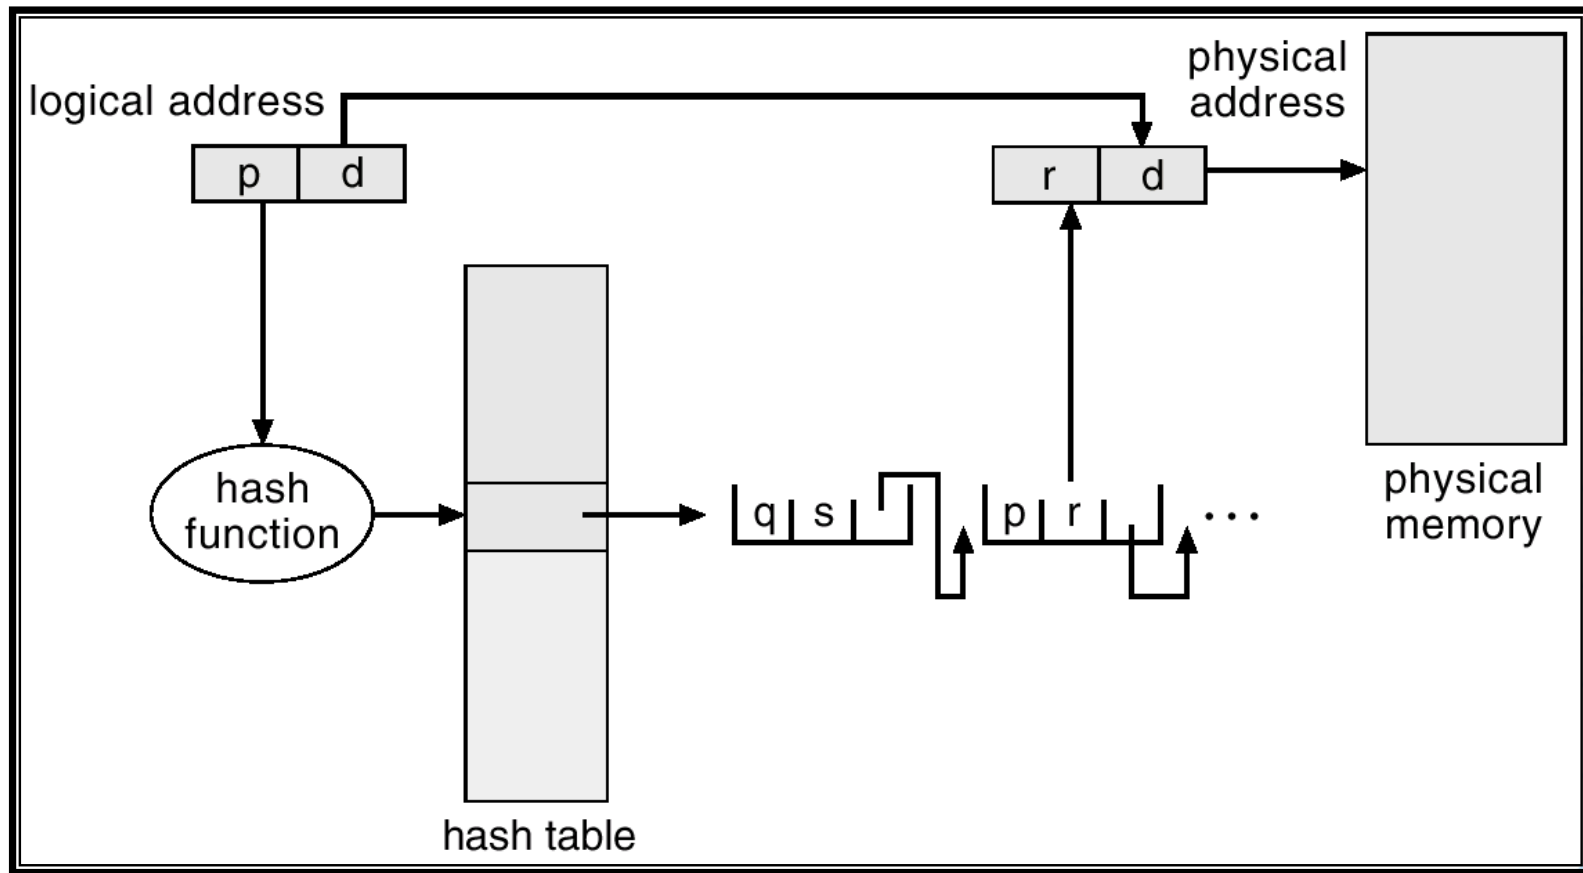 logical address
physical
address
p d
r d
hash
function
q s
p r
...
physical
memory
hash table